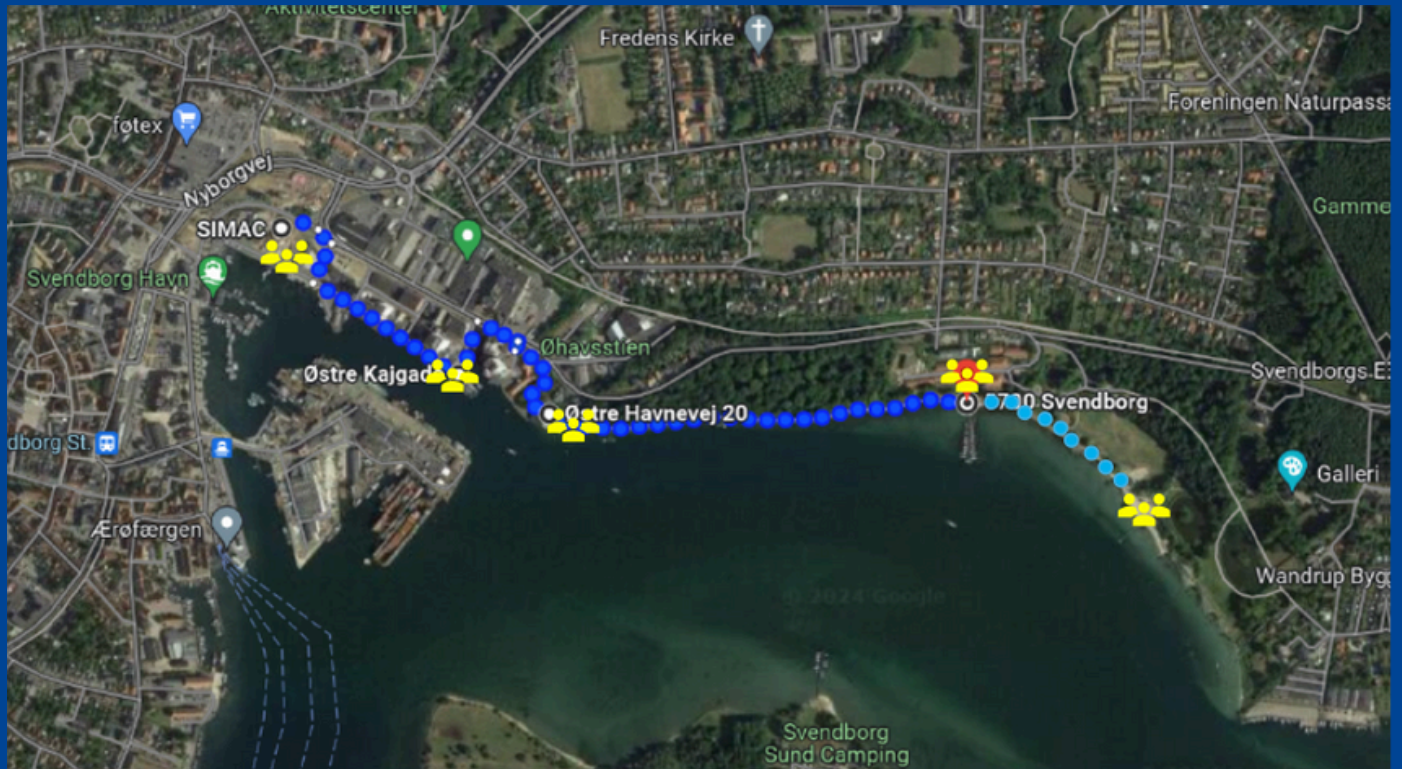 Aktivitetscenter
Fredens Kirke
føtex
Foreningen Naturpassa
Nyborgvej
Gamme
SIMAC
Svendborg Havn
Øhavsstien
Østre Kajgad
Svendborgs E
Østre Havnevej 20
5700 Svendborg
dborg St.
Galleri
Ærøfærgen
Wandrup Byg
© 2024 Google
Svendborg
Sund Camping